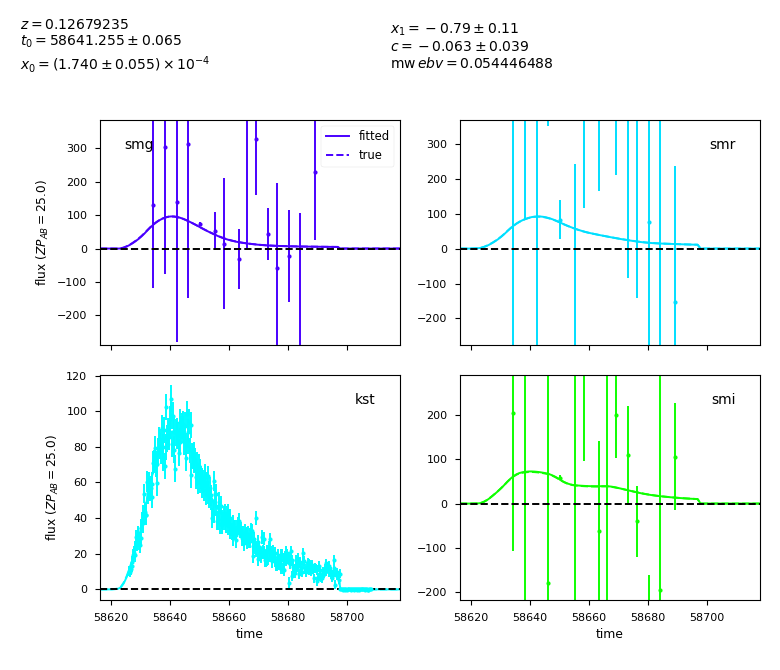 z = 0.12679235
t₀ = 58641.255 ± 0.065
x₀ = (1.740 ± 0.055) × 10⁻⁴
x₁ = −0.79 ± 0.11
c = −0.063 ± 0.039
mw ebv = 0.054446488
smg
fitted
true
300
200
100
0
−100
−200
flux (ZP_AB = 25.0)
smr
300
200
100
0
−100
−200
kst
120
100
80
60
40
20
0
flux (ZP_AB = 25.0)
58620 58640 58660 58680 58700
time
smi
200
100
0
−100
−200
58620 58640 58660 58680 58700
time